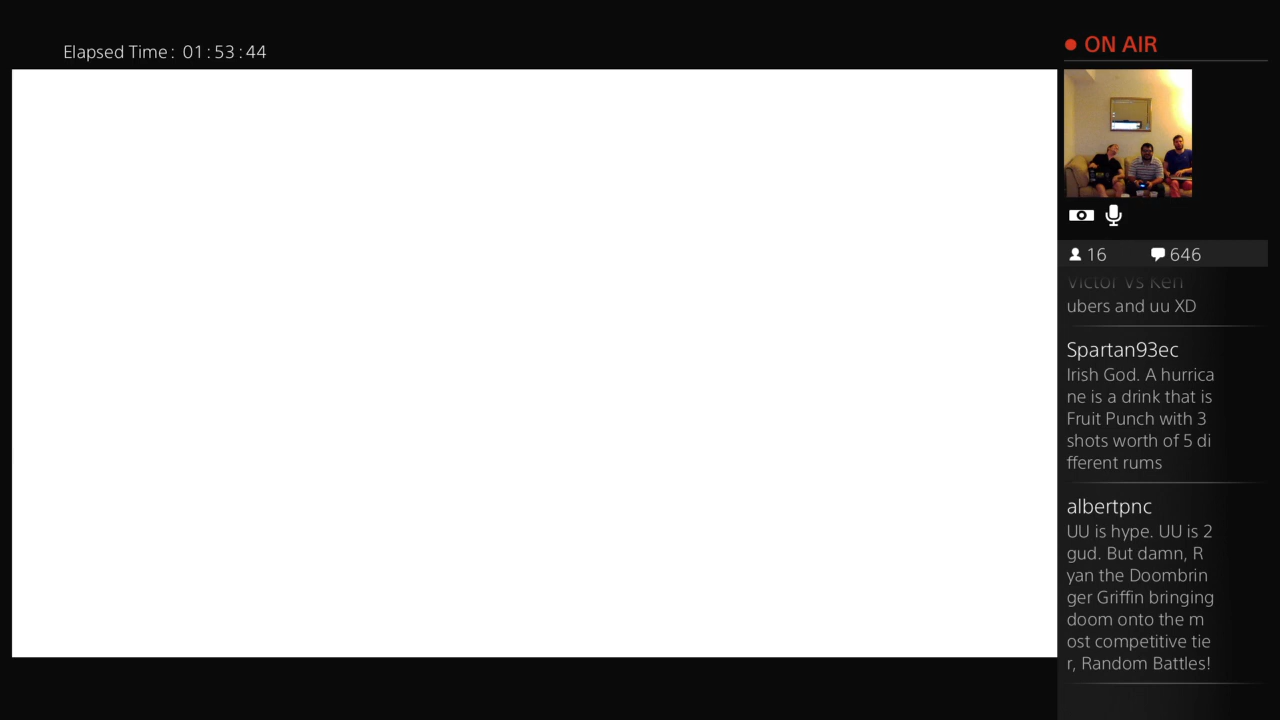 Elapsed Time: 01:53:44
ON AIR
16 646
Victor Vs Ken
ubers and uu XD
Spartan93ec
Irish God. A hurrica
ne is a drink that is
Fruit Punch with 3
shots worth of 5 di
fferent rums
albertpnc
UU is hype. UU is 2
gud. But damn, R
yan the Doombrin
ger Griffin bringing
doom onto the m
ost competitive tie
r, Random Battles!